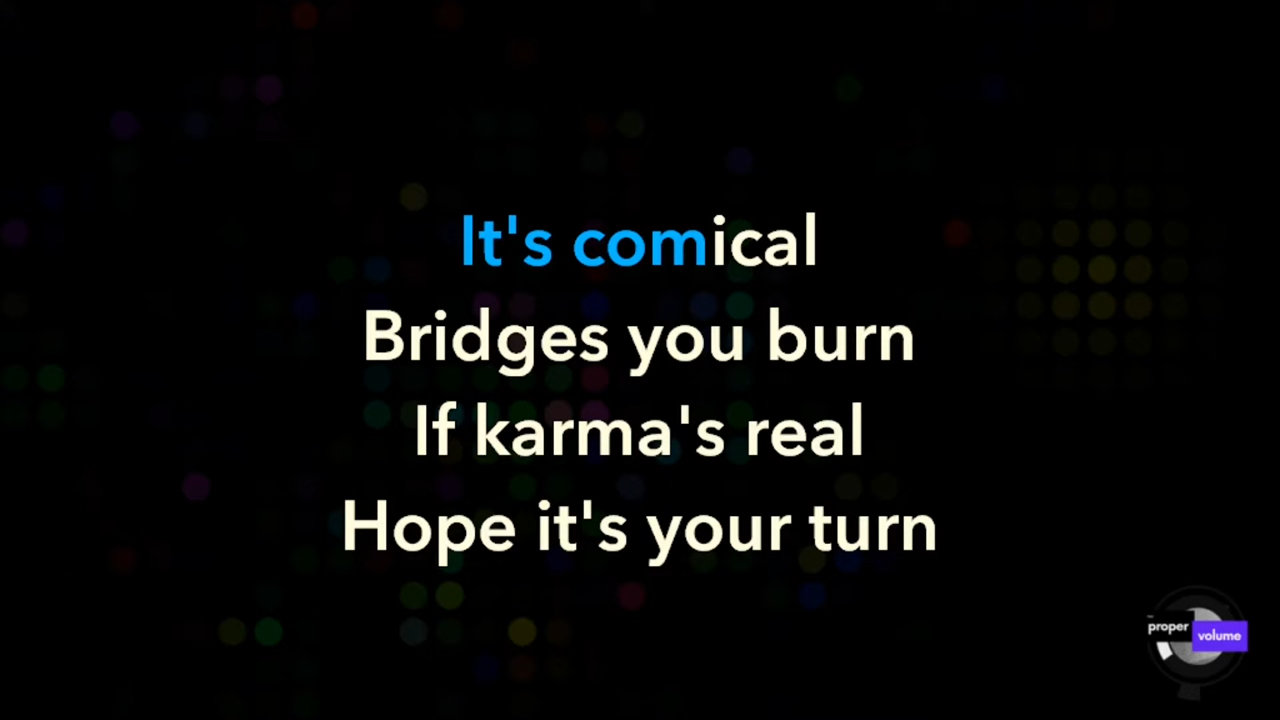 It's comical
Bridges you burn
If karma's real
Hope it's your turn
proper
volume